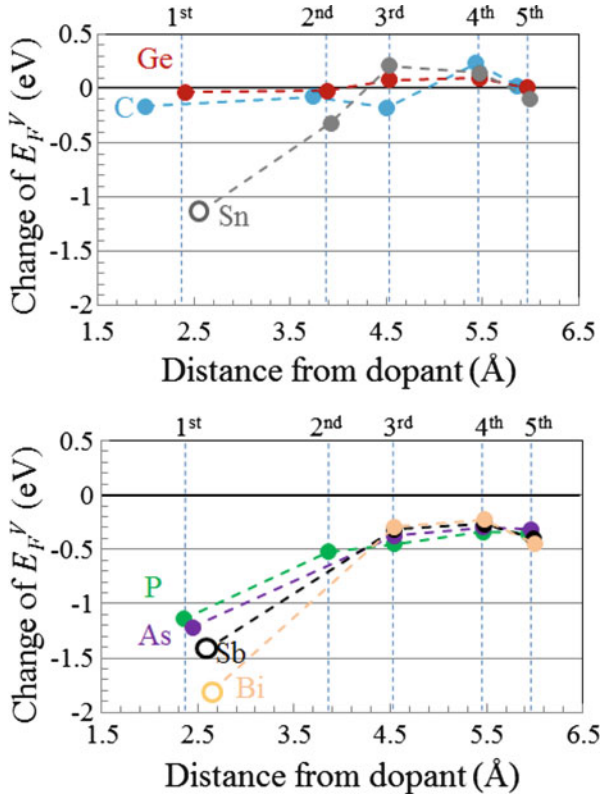 1st 2nd 3rd 4th 5th
0.5
0
-0.5
-1
-1.5
-2
Change of E_F^V (eV)
Ge
C
Sn
1.5 2.5 3.5 4.5 5.5 6.5
Distance from dopant (Å)
1st 2nd 3rd 4th 5th
0.5
0
-0.5
-1
-1.5
-2
Change of E_F^V (eV)
P
As
Sb
Bi
1.5 2.5 3.5 4.5 5.5 6.5
Distance from dopant (Å)